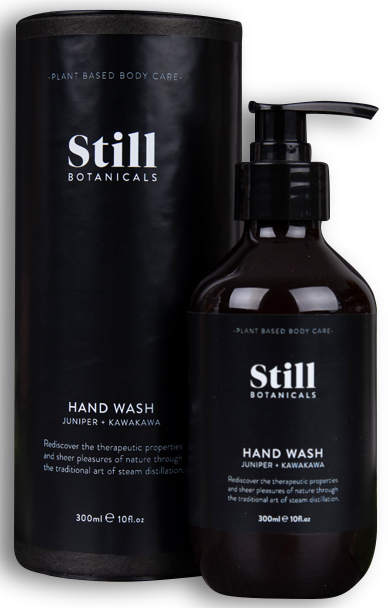 -PLANT BASED BODY CARE-
Still
BOTANICALS
HAND WASH
JUNIPER + KAWAKAWA
Rediscover the therapeutic properties
and sheer pleasures of nature through
the traditional art of steam distillation.
300ml ℮ 10fl.oz
-PLANT BASED BODY CARE-
Still
BOTANICALS
HAND WASH
JUNIPER + KAWAKAWA
Rediscover the therapeutic properties
and sheer pleasures of nature through
the traditional art of steam distillation.
300ml ℮ 10fl.oz